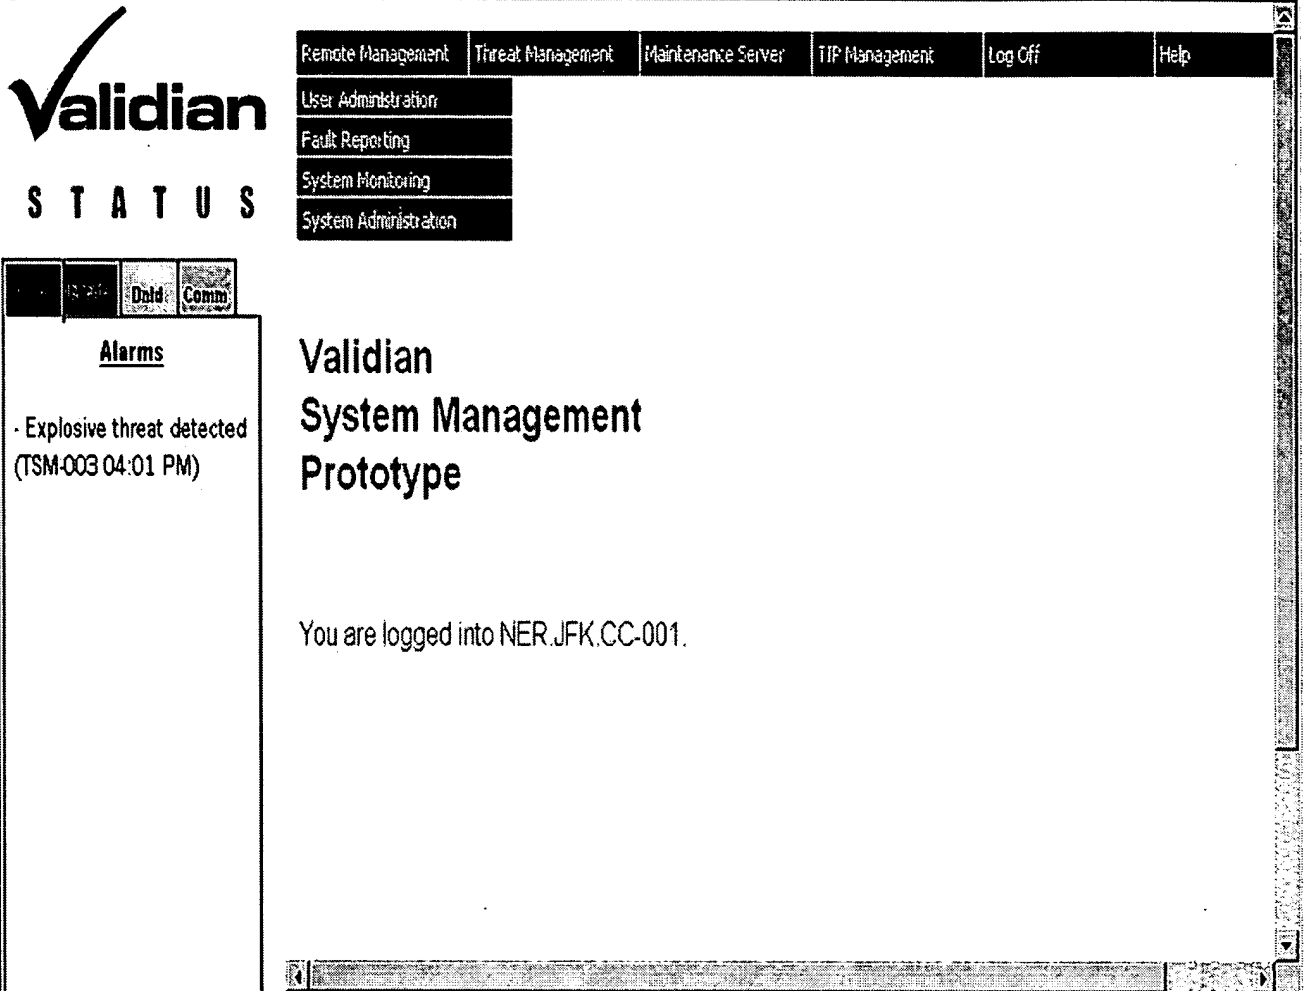 Validian
STATUS
Remote Management Threat Management Maintenance Server TIP Management Log Off Help
User Administration
Fault Reporting
System Monitoring
System Administration
Dnld Comm
Alarms
- Explosive threat detected
(TSM-003 04:01 PM)
Validian
System Management
Prototype
You are logged into NER.JFK.CC-001.